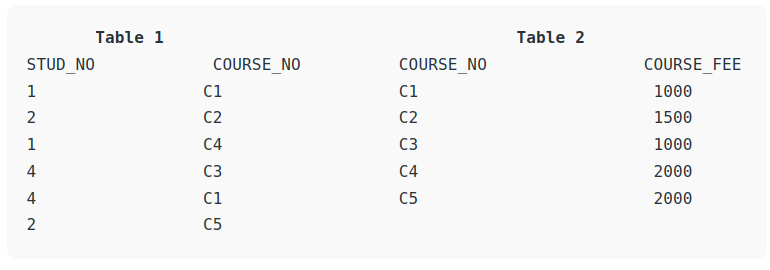 Table 1 Table 2
STUD_NO COURSE_NO COURSE_NO COURSE_FEE
1 C1 C1 1000
2 C2 C2 1500
1 C4 C3 1000
4 C3 C4 2000
4 C1 C5 2000
2 C5